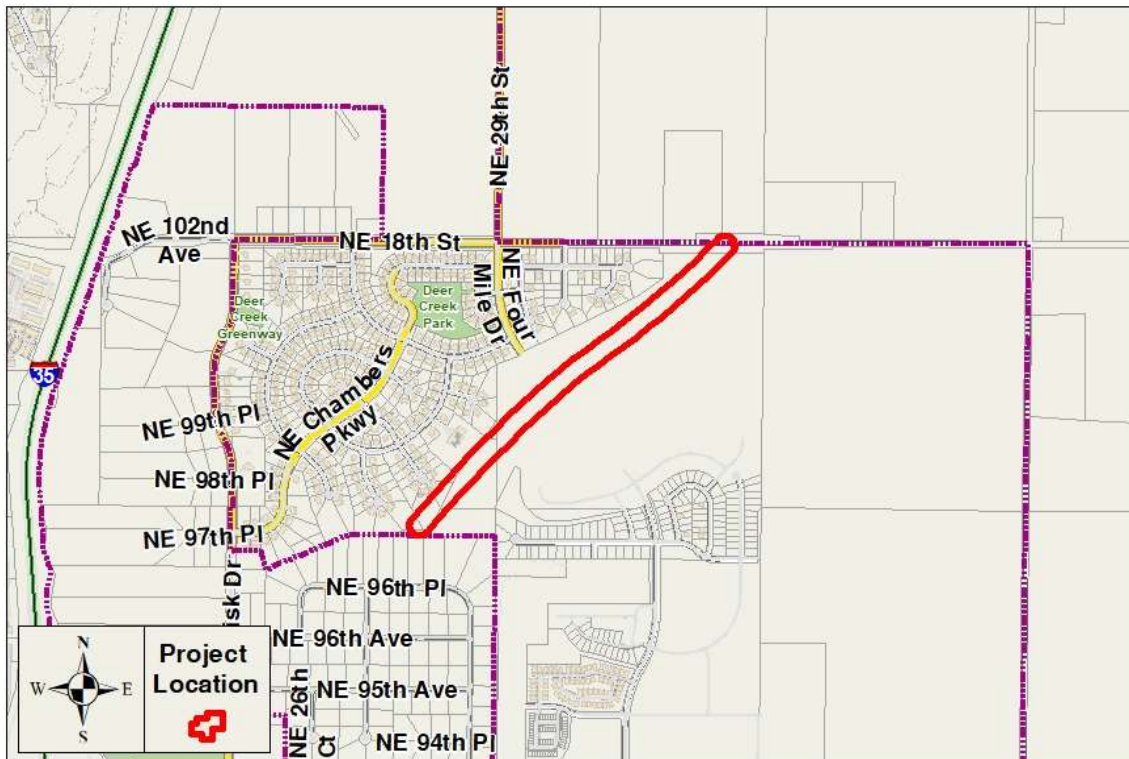 NE 29th St
NE 102nd
Ave
NE 18th St
NE Four
Mile Dr
Deer
Creek
Park
Deer
Creek
Greenway
35
NE Chambers
Pkwy
NE 99th Pl
NE 98th Pl
NE 97th Pl
isk Dr
NE 96th Pl
NE 96th Ave
NE 95th Ave
NE 26th
Ct
NE 94th Pl
N
W
E
S
Project
Location